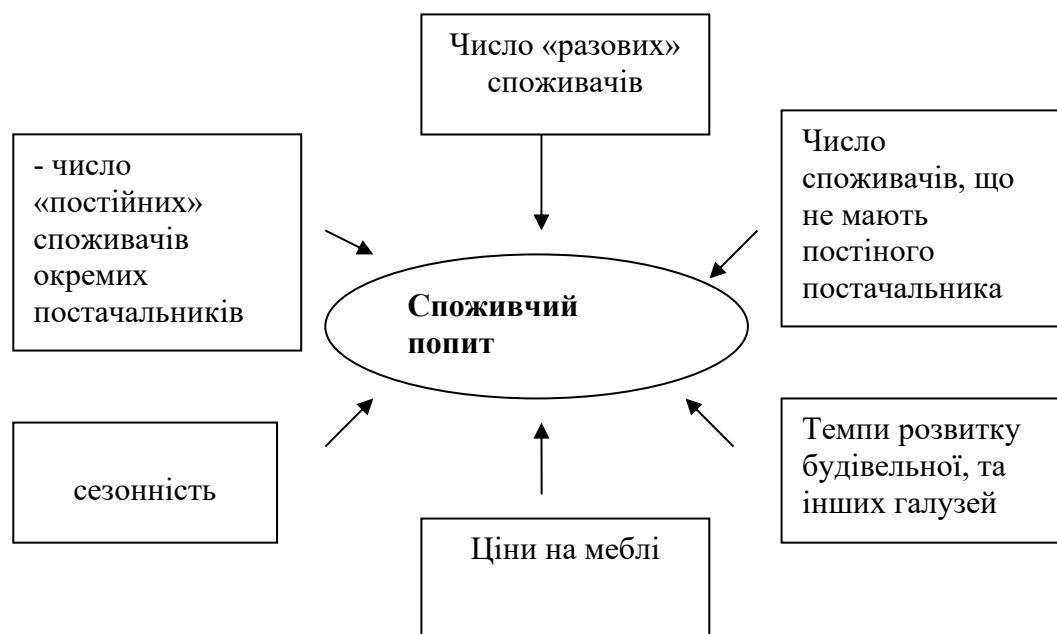 Число «разових»
споживачів
- число
«постійних»
споживачів
окремих
постачальників
Число
споживачів, що
не мають
постіного
постачальника
Споживчий
попит
сезонність
Ціни на меблі
Темпи розвитку
будівельної, та
інших галузей